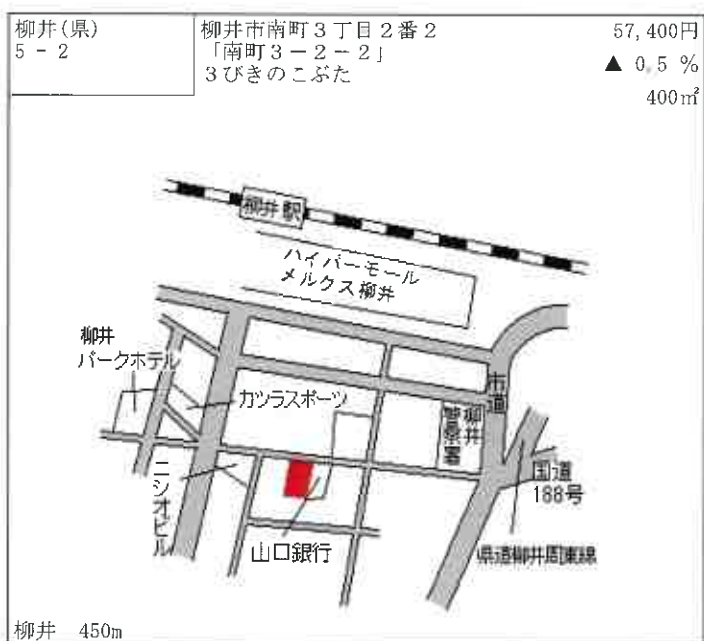 柳井(県)
5-2
柳井市南町3丁目2番2
「南町3-2-2」
3びきのこぶた
57,400円
▲ 0.5 %
400㎡
柳井駅
ハイパーモール
メルクス柳井
柳井
パークホテル
カツラスポーツ
市道
柳井
警察署
ニシオビル
国道
188号
山口銀行
県道柳井周東線
柳井 450m